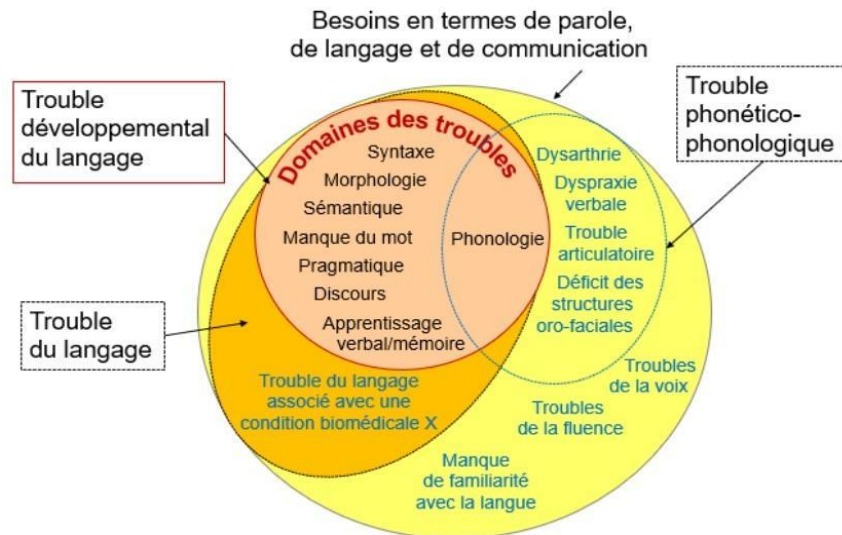 Besoins en termes de parole,
de langage et de communication
Trouble
développemental
du langage
Trouble
phonético-
phonologique
Domaines des troubles
Syntaxe
Morphologie
Sémantique
Manque du mot
Pragmatique
Discours
Apprentissage
verbal/mémoire
Phonologie
Dysarthrie
Dyspraxie
verbale
Trouble
articulatoire
Déficit des
structures
oro-faciales
Trouble
du langage
Trouble du langage
associé avec une
condition biomédicale X
Troubles
de la voix
Troubles
de la fluence
Manque
de familiarité
avec la langue